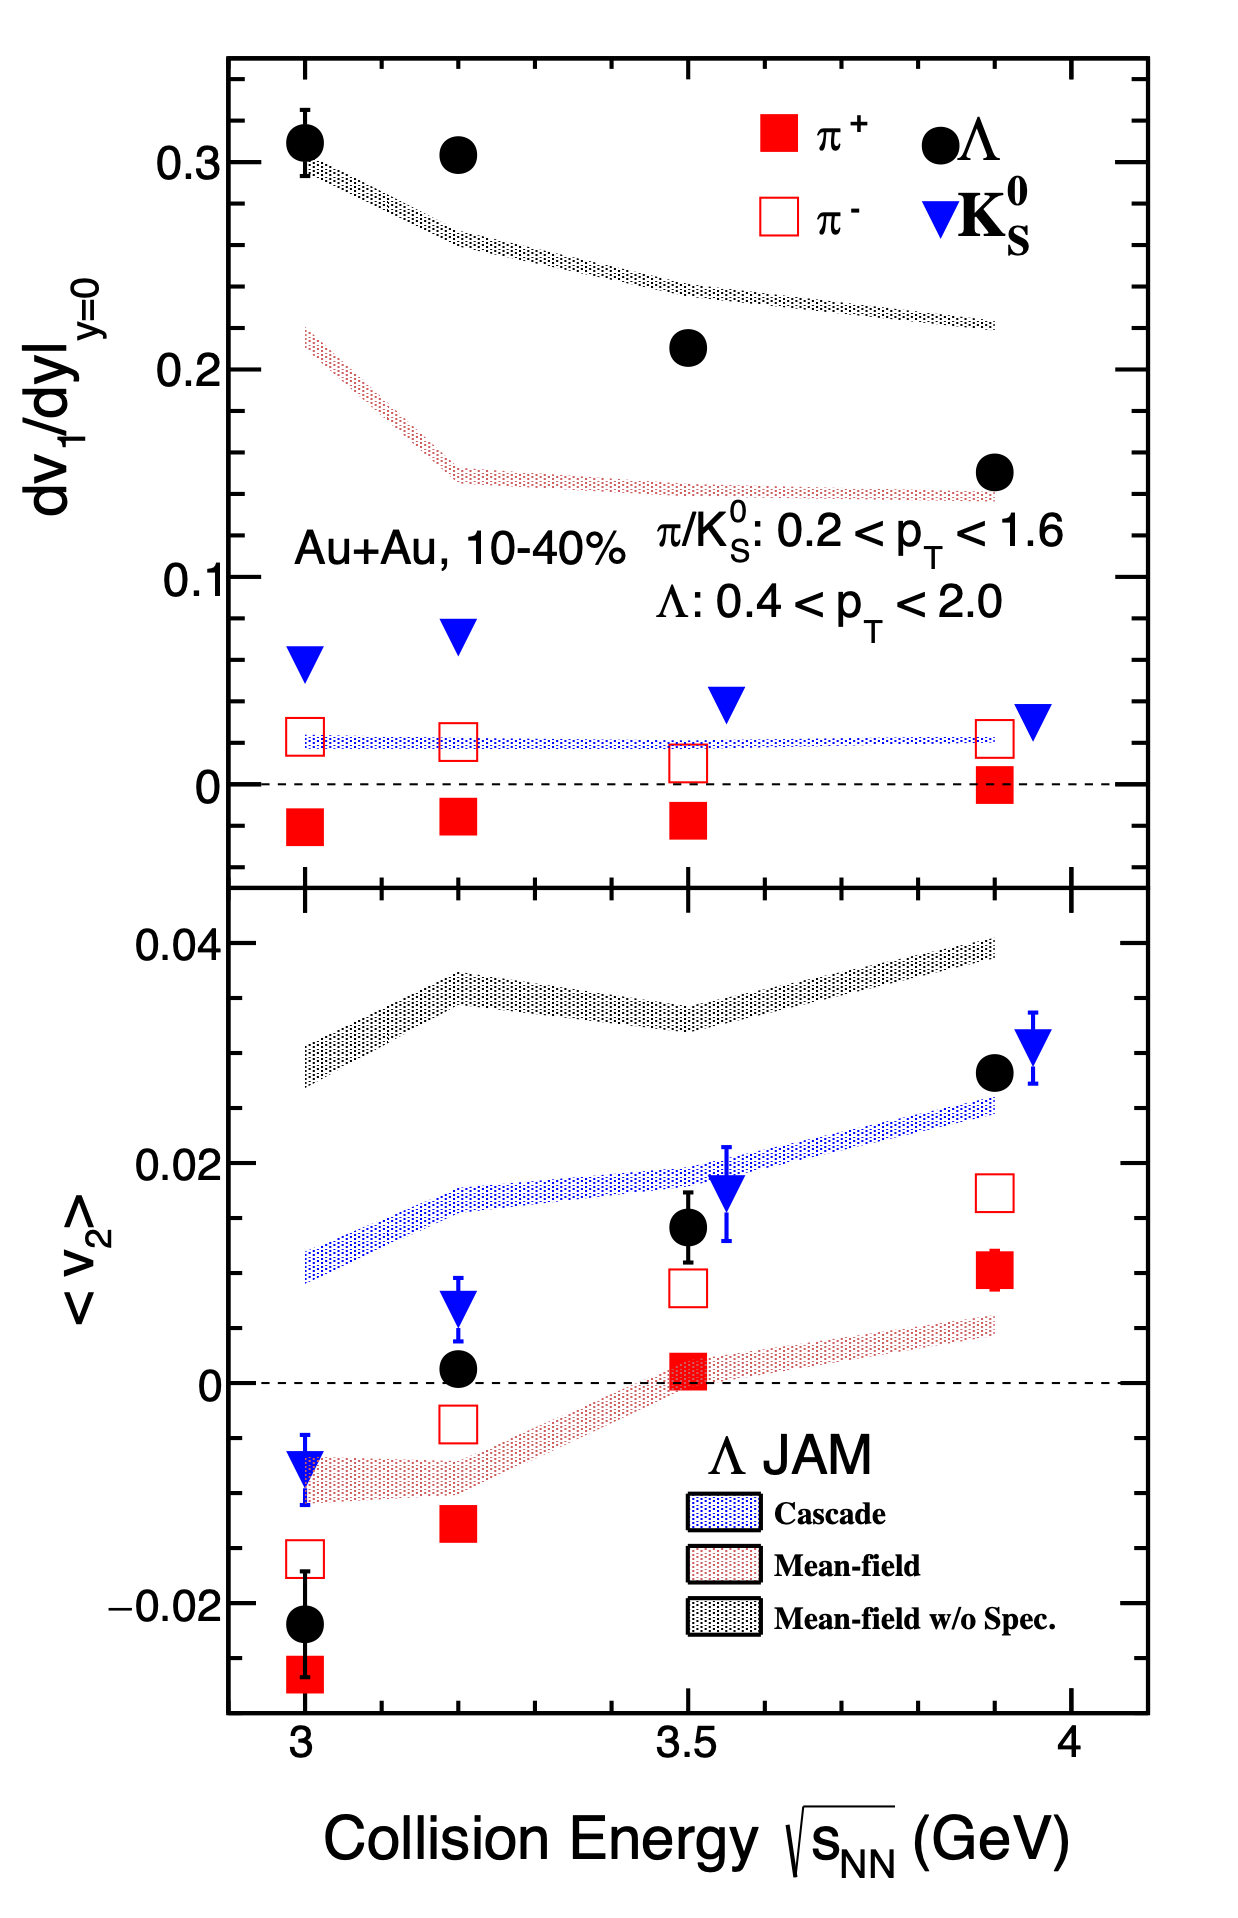 dv₁/dy|y=0
0.3
0.2
0.1
0
π⁺ Λ
π⁻ K⁰S
Au+Au, 10-40%
π/K⁰S: 0.2 < pT < 1.6
Λ: 0.4 < pT < 2.0
< v₂ >
0.04
0.02
0
−0.02
Λ JAM
Cascade
Mean-field
Mean-field w/o Spec.
3 3.5 4
Collision Energy √sNN (GeV)